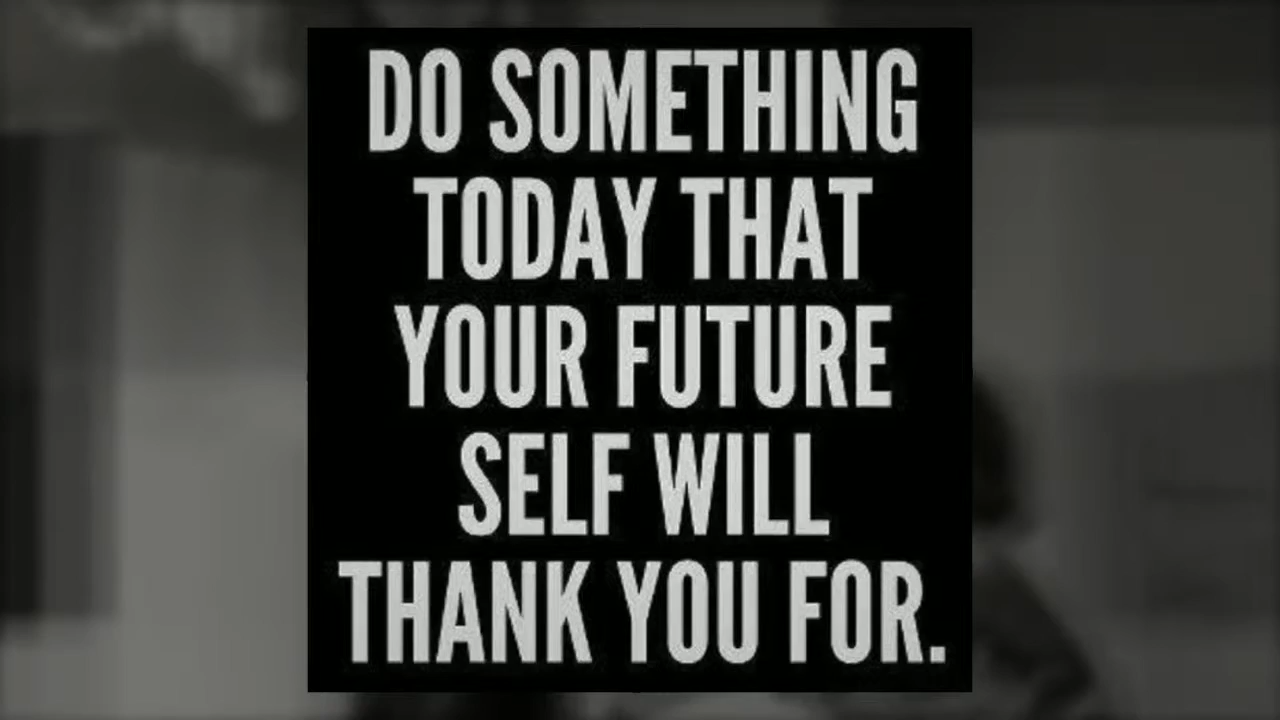 DO SOMETHING
TODAY THAT
YOUR FUTURE
SELF WILL
THANK YOU FOR.